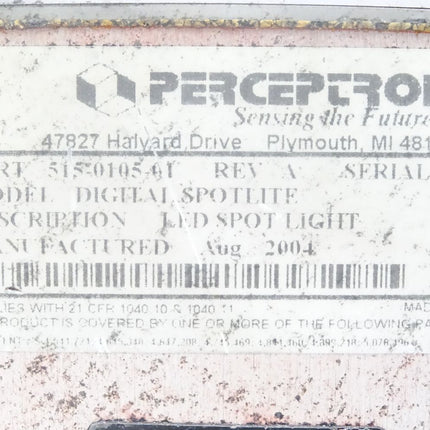 PERCEPTRO
Sensing the Future
47827 Halyard Drive Plymouth, MI 481
RT 515-0105-01 REV A SERIAL
ODEL DIGITAL SPOTLITE
SCRIPTION LED SPOT LIGHT
ANUFACTURED Aug 2004
LIES WITH 21 CFR 1040.10 & 1040.11 MAD
PRODUCT IS COVERED BY ONE OR MORE OF THE FOLLOWING PA